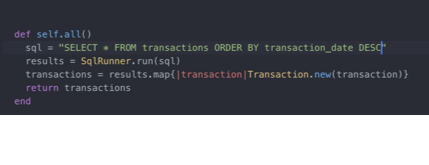 def self.all()
sql = "SELECT * FROM transactions ORDER BY transaction_date DESC"
results = SqlRunner.run(sql)
transactions = results.map{|transaction|Transaction.new(transaction)}
return transactions
end